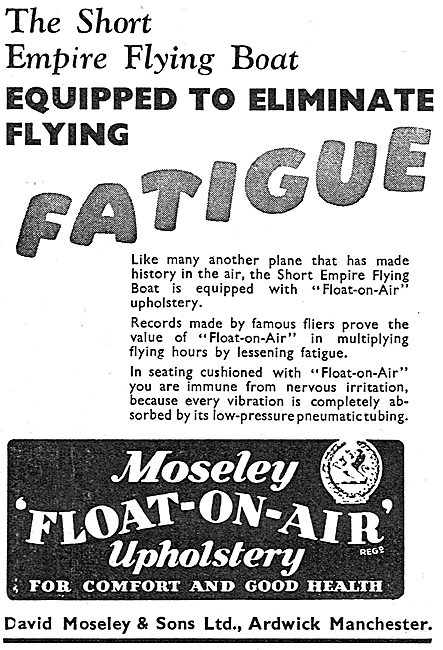 The Short
Empire Flying Boat
EQUIPPED TO ELIMINATE
FLYING
FATIGUE
Like many another plane that has made
history in the air, the Short Empire Flying
Boat is equipped with "Float-on-Air"
upholstery.
Records made by famous fliers prove the
value of "Float-on-Air" in multiplying
flying hours by lessening fatigue.
In seating cushioned with "Float-on-Air"
you are immune from nervous irritation,
because every vibration is completely ab-
sorbed by its low-pressure pneumatic tubing.
Moseley
'FLOAT-ON-AIR'
REGD
Upholstery
FOR COMFORT AND GOOD HEALTH
David Moseley & Sons Ltd., Ardwick Manchester.